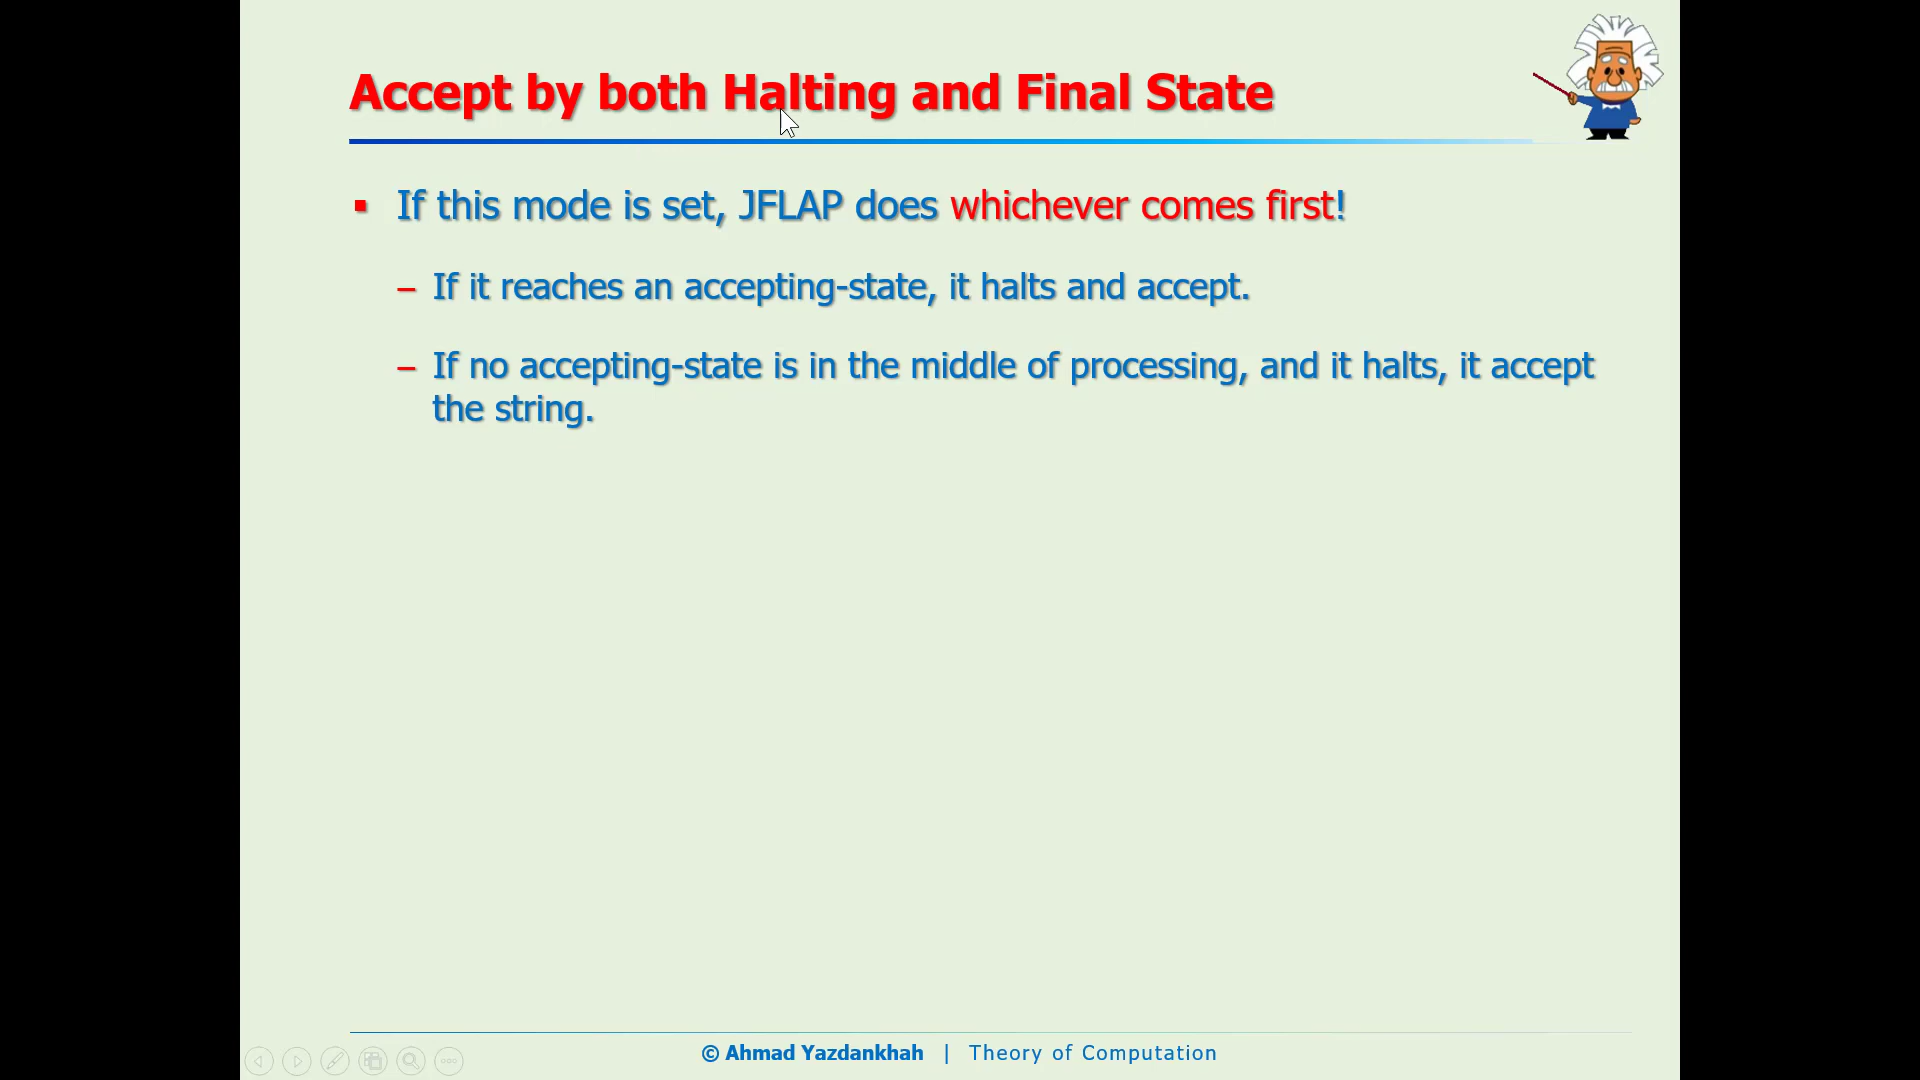 Accept by both Halting and Final State
▪ If this mode is set, JFLAP does whichever comes first!
– If it reaches an accepting-state, it halts and accept.
– If no accepting-state is in the middle of processing, and it halts, it accept
the string.
© Ahmad Yazdankhah | Theory of Computation